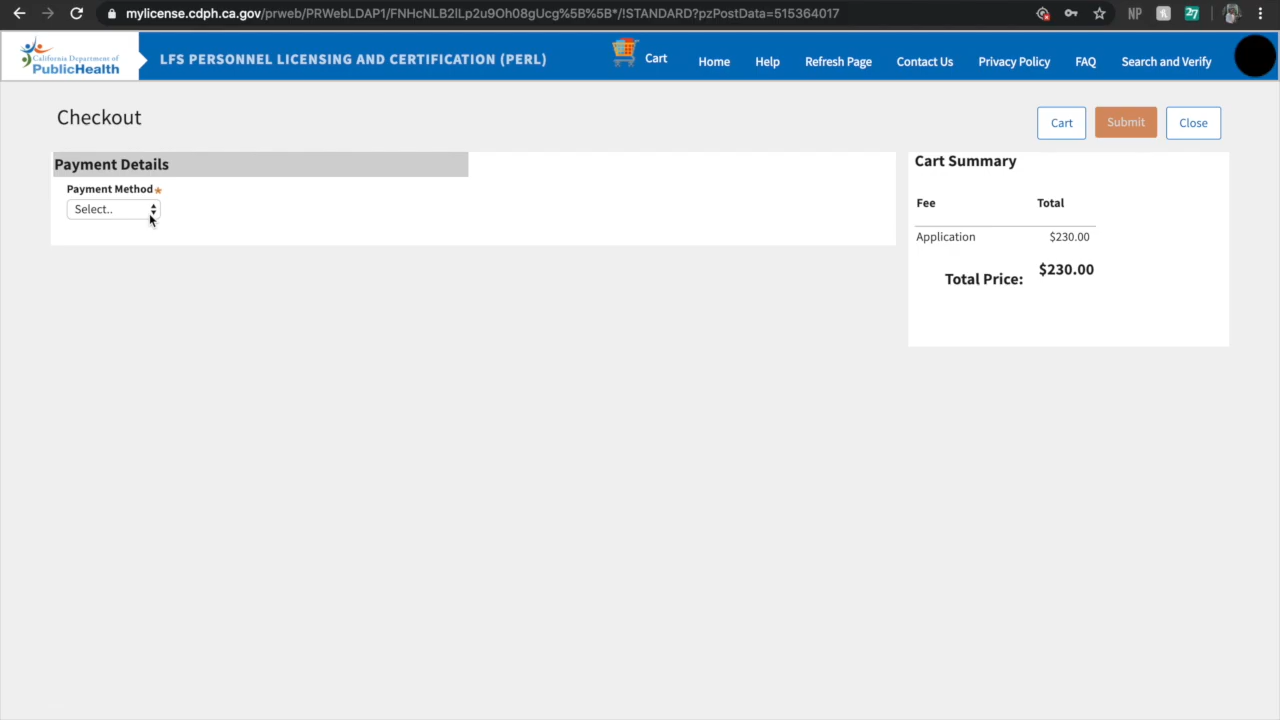 mylicense.cdph.ca.gov/prweb/PRWebLDAP1/FNHcNLB2lLp2u9Oh08gUcg%5B%5B*/!STANDARD?pzPostData=515364017
NP
27
California Department of
PublicHealth
LFS PERSONNEL LICENSING AND CERTIFICATION (PERL)
Cart
Home
Help
Refresh Page
Contact Us
Privacy Policy
FAQ
Search and Verify
Checkout
Cart
Submit
Close
Payment Details
Payment Method*
Select..
Cart Summary
Fee Total
Application $230.00
Total Price: $230.00